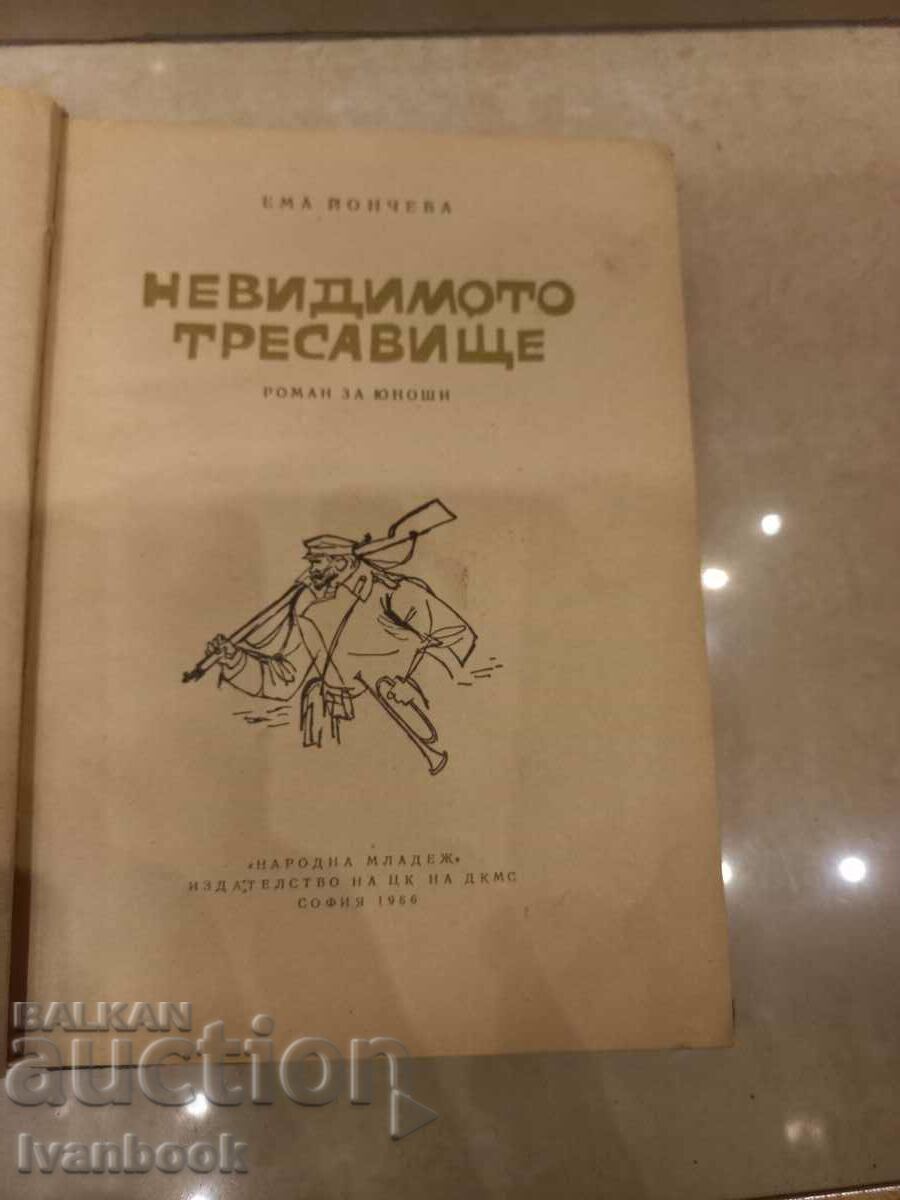 ЕМА ЙОНЧЕВА
НЕВИДИМОТО
ТРЕСАВИЩЕ
РОМАН ЗА ЮНОШИ
«НАРОДНА МЛАДЕЖ»
ИЗДАТЕЛСТВО НА ЦК НА ДКМС
СОФИЯ 1966
BALKAN
auction
Ivanbook